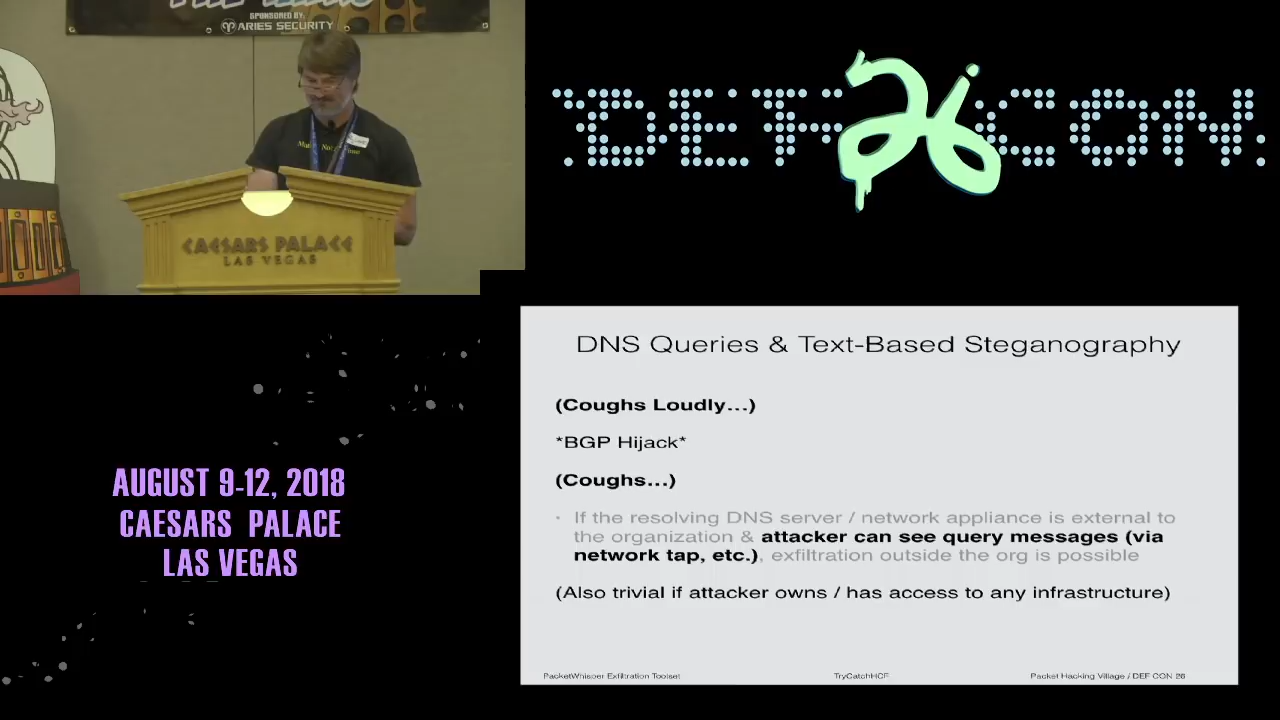 SPONSORED BY:
ARIES SECURITY
CAESARS PALACE
LAS VEGAS
DEF CON
26
AUGUST 9-12, 2018
CAESARS PALACE
LAS VEGAS
DNS Queries & Text-Based Steganography
(Coughs Loudly...)
*BGP Hijack*
(Coughs...)
• If the resolving DNS server / network appliance is external to
the organization & attacker can see query messages (via
network tap, etc.), exfiltration outside the org is possible
(Also trivial if attacker owns / has access to any infrastructure)
PacketWhisper Exfiltration Toolset
TryCatchHCF
Packet Hacking Village / DEF CON 26